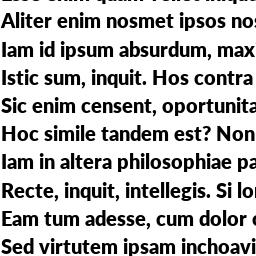 Aliter enim nosmet ipsos nos
Iam id ipsum absurdum, maxi
Istic sum, inquit. Hos contra
Sic enim censent, oportunita
Hoc simile tandem est? Non
Iam in altera philosophiae pa
Recte, inquit, intellegis. Si lo
Eam tum adesse, cum dolor o
Sed virtutem ipsam inchoavi